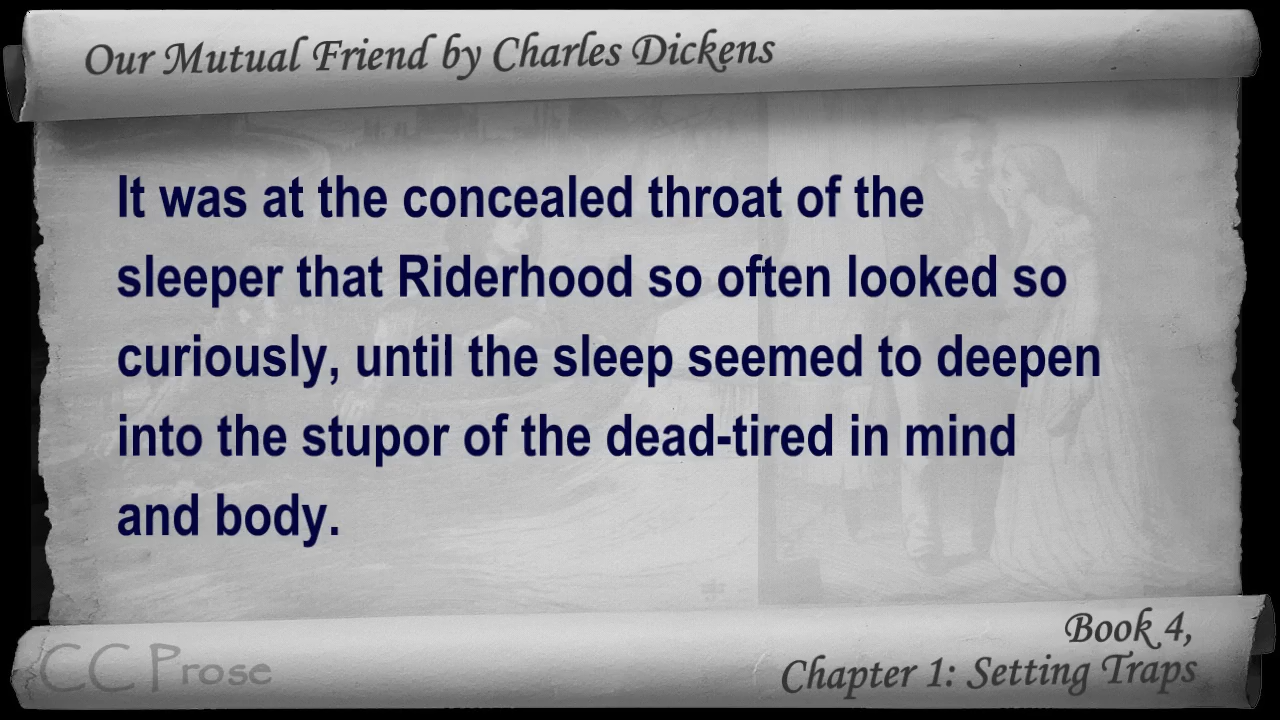 Our Mutual Friend by Charles Dickens
It was at the concealed throat of the
sleeper that Riderhood so often looked so
curiously, until the sleep seemed to deepen
into the stupor of the dead-tired in mind
and body.
Book 4,
Chapter 1: Setting Traps
CC Prose